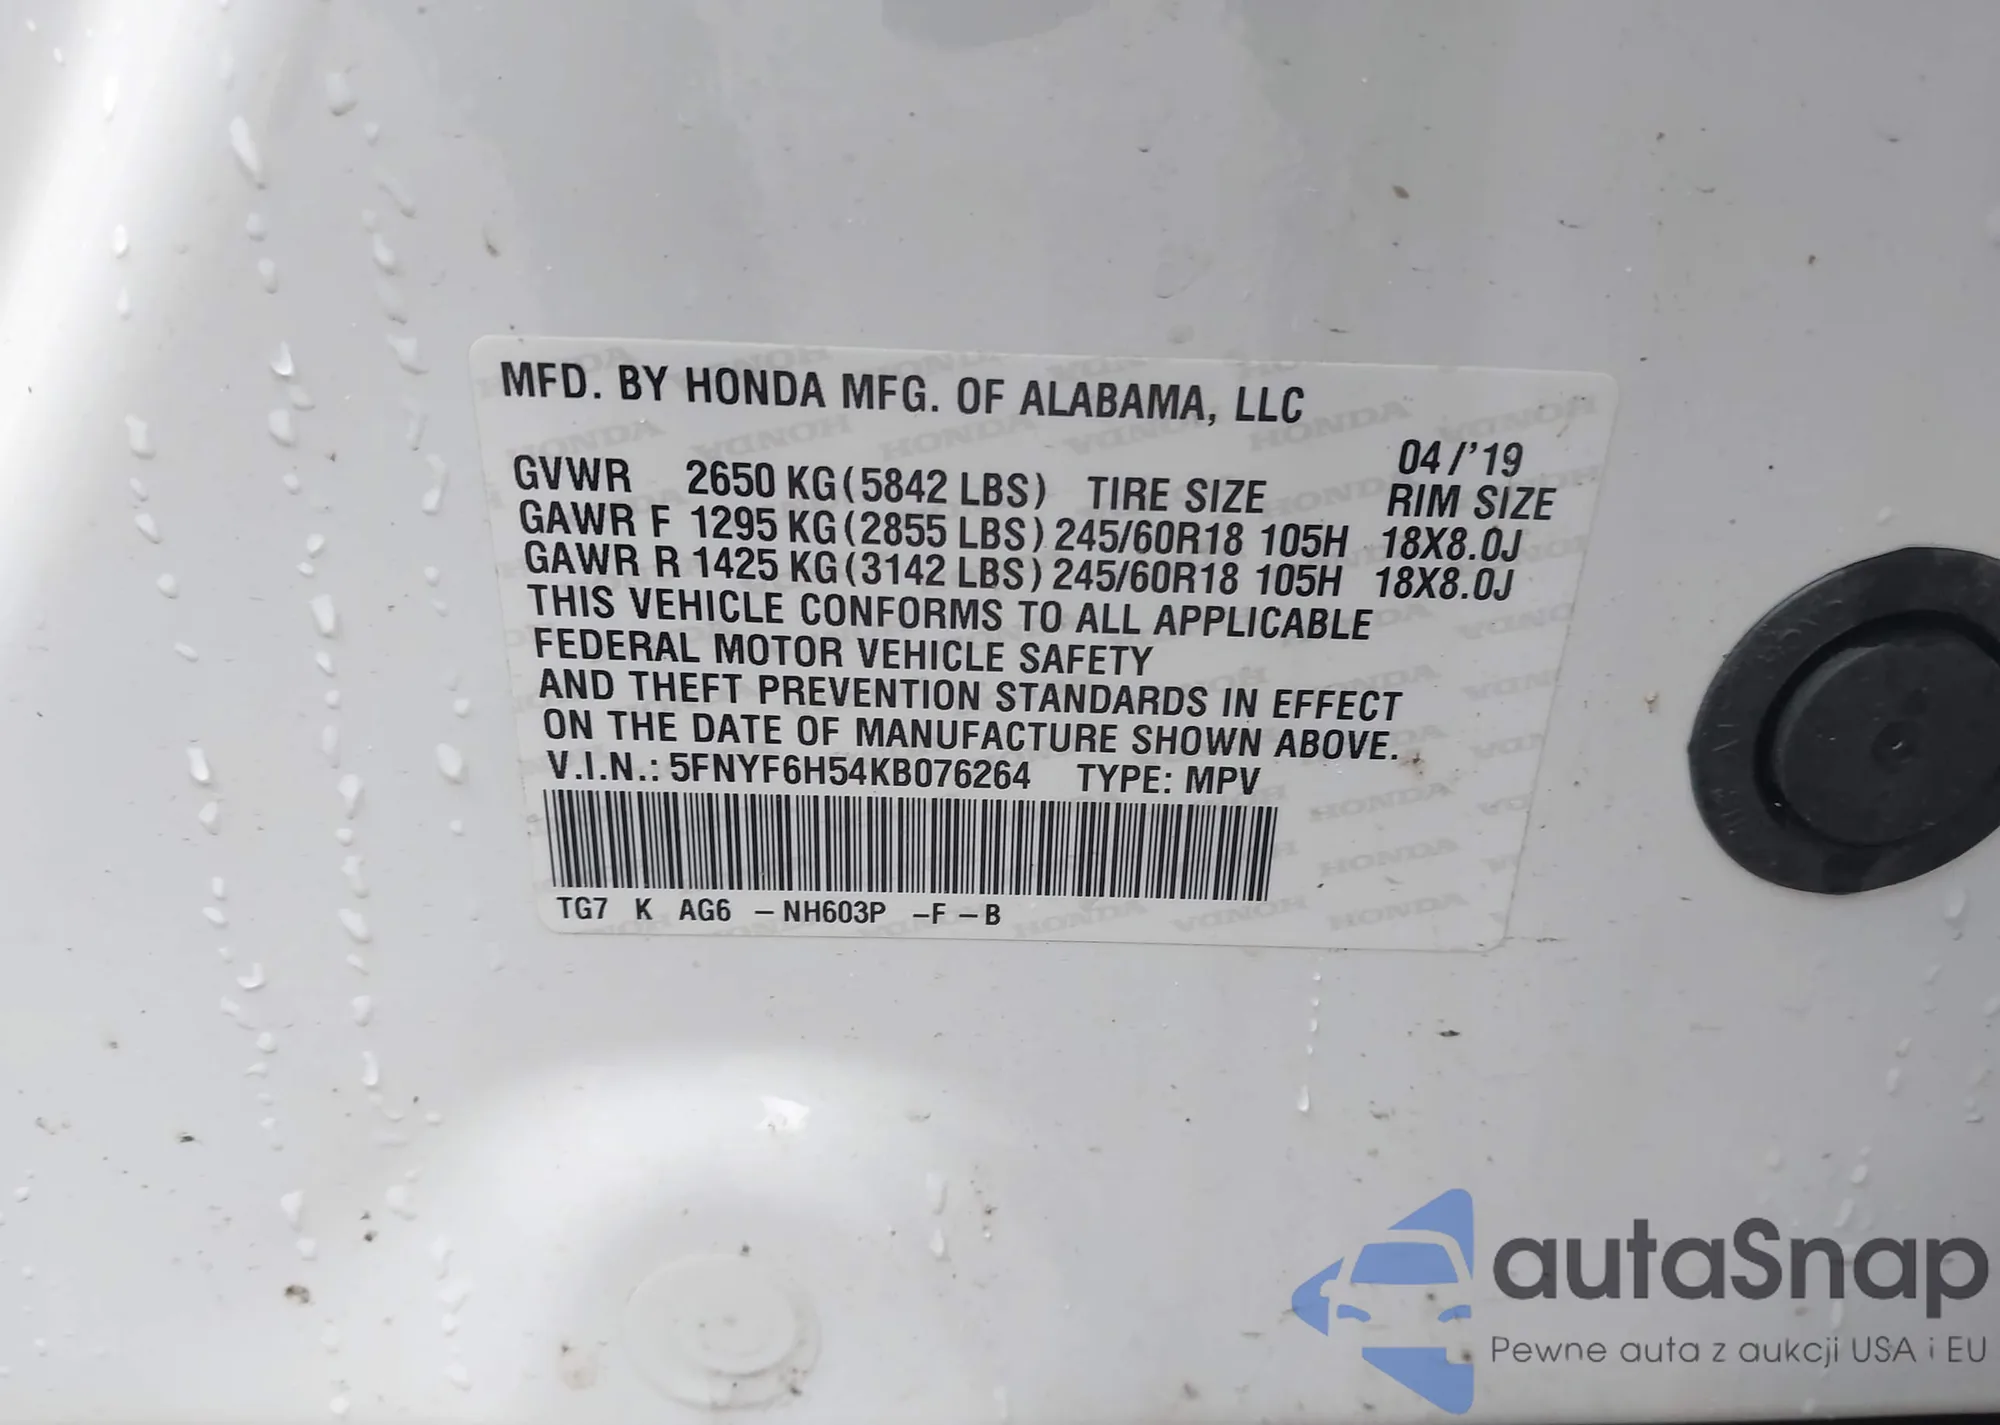 MFD. BY HONDA MFG. OF ALABAMA, LLC
04/'19
GVWR 2650 KG (5842 LBS) TIRE SIZE RIM SIZE
GAWR F 1295 KG (2855 LBS) 245/60R18 105H 18X8.0J
GAWR R 1425 KG (3142 LBS) 245/60R18 105H 18X8.0J
THIS VEHICLE CONFORMS TO ALL APPLICABLE
FEDERAL MOTOR VEHICLE SAFETY
AND THEFT PREVENTION STANDARDS IN EFFECT
ON THE DATE OF MANUFACTURE SHOWN ABOVE.
V.I.N.: 5FNYF6H54KB076264 TYPE: MPV
TG7 K AG6 – NH603P –F – B
autaSnap
Pewne auta z aukcji USA i EU